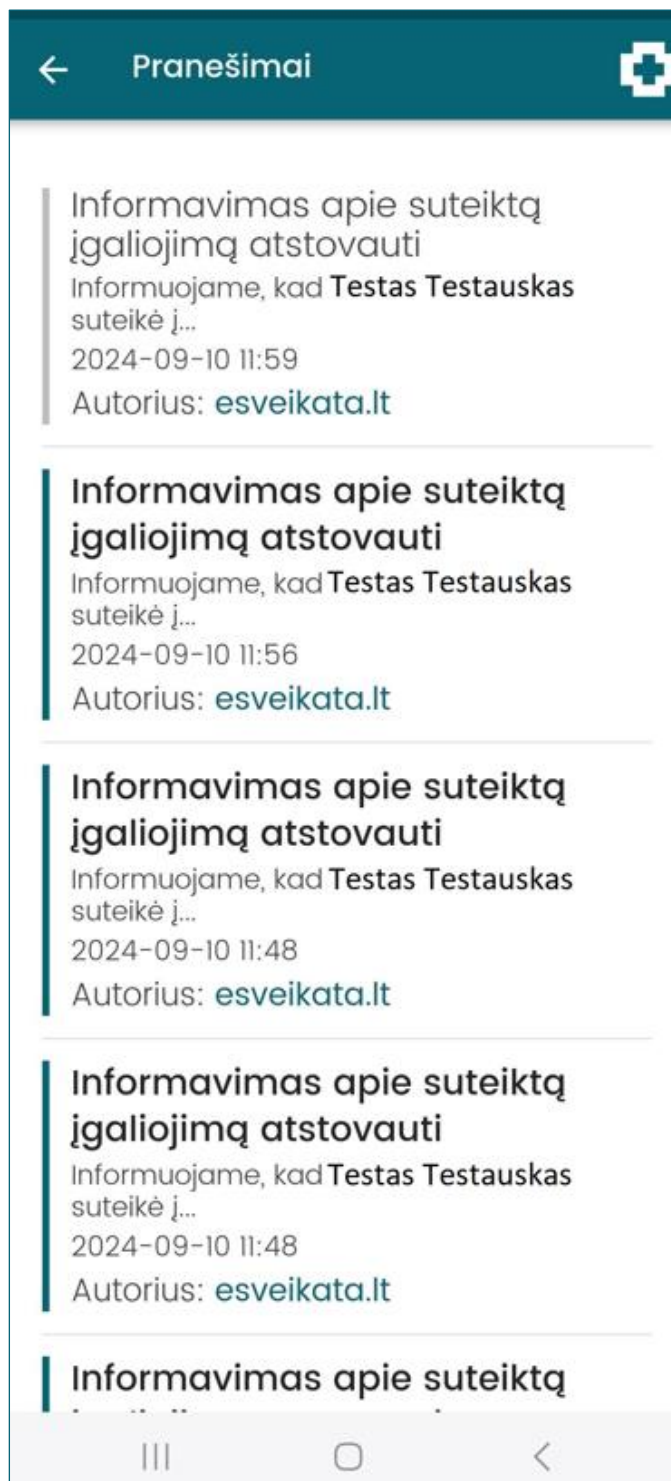 Pranešimai
Informavimas apie suteiktą
įgaliojimą atstovauti
Informuojame, kad Testas Testauskas
suteikė į...
2024-09-10 11:59
Autorius: esveikata.lt
Informavimas apie suteiktą
įgaliojimą atstovauti
Informuojame, kad Testas Testauskas
suteikė į...
2024-09-10 11:56
Autorius: esveikata.lt
Informavimas apie suteiktą
įgaliojimą atstovauti
Informuojame, kad Testas Testauskas
suteikė į...
2024-09-10 11:48
Autorius: esveikata.lt
Informavimas apie suteiktą
įgaliojimą atstovauti
Informuojame, kad Testas Testauskas
suteikė į...
2024-09-10 11:48
Autorius: esveikata.lt
Informavimas apie suteiktą